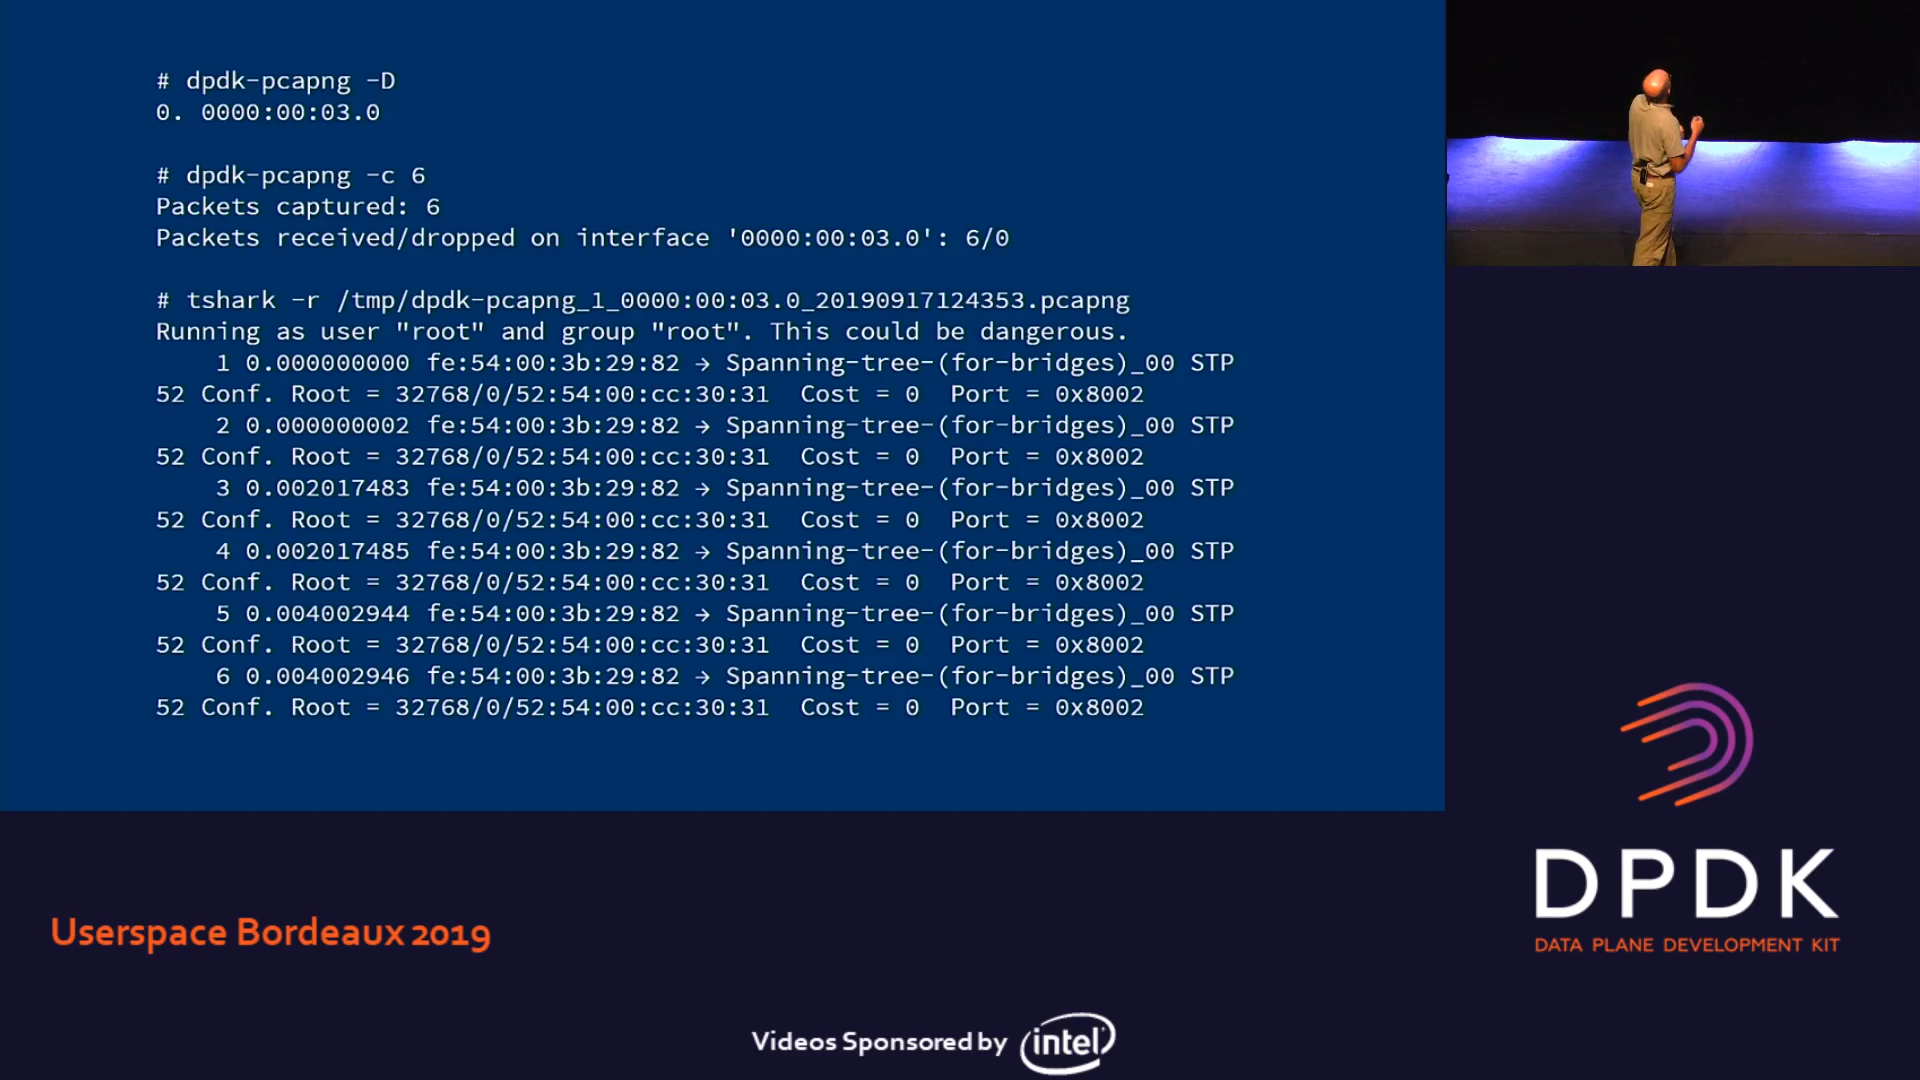 # dpdk-pcapng -D
0. 0000:00:03.0
# dpdk-pcapng -c 6
Packets captured: 6
Packets received/dropped on interface '0000:00:03.0': 6/0
# tshark -r /tmp/dpdk-pcapng_1_0000:00:03.0_20190917124353.pcapng
Running as user "root" and group "root". This could be dangerous.
1 0.000000000 fe:54:00:3b:29:82 → Spanning-tree-(for-bridges)_00 STP
52 Conf. Root = 32768/0/52:54:00:cc:30:31  Cost = 0  Port = 0x8002
2 0.000000002 fe:54:00:3b:29:82 → Spanning-tree-(for-bridges)_00 STP
52 Conf. Root = 32768/0/52:54:00:cc:30:31  Cost = 0  Port = 0x8002
3 0.002017483 fe:54:00:3b:29:82 → Spanning-tree-(for-bridges)_00 STP
52 Conf. Root = 32768/0/52:54:00:cc:30:31  Cost = 0  Port = 0x8002
4 0.002017485 fe:54:00:3b:29:82 → Spanning-tree-(for-bridges)_00 STP
52 Conf. Root = 32768/0/52:54:00:cc:30:31  Cost = 0  Port = 0x8002
5 0.004002944 fe:54:00:3b:29:82 → Spanning-tree-(for-bridges)_00 STP
52 Conf. Root = 32768/0/52:54:00:cc:30:31  Cost = 0  Port = 0x8002
6 0.004002946 fe:54:00:3b:29:82 → Spanning-tree-(for-bridges)_00 STP
52 Conf. Root = 32768/0/52:54:00:cc:30:31  Cost = 0  Port = 0x8002
DPDK
DATA PLANE DEVELOPMENT KIT
Userspace Bordeaux 2019
Videos Sponsored by intel